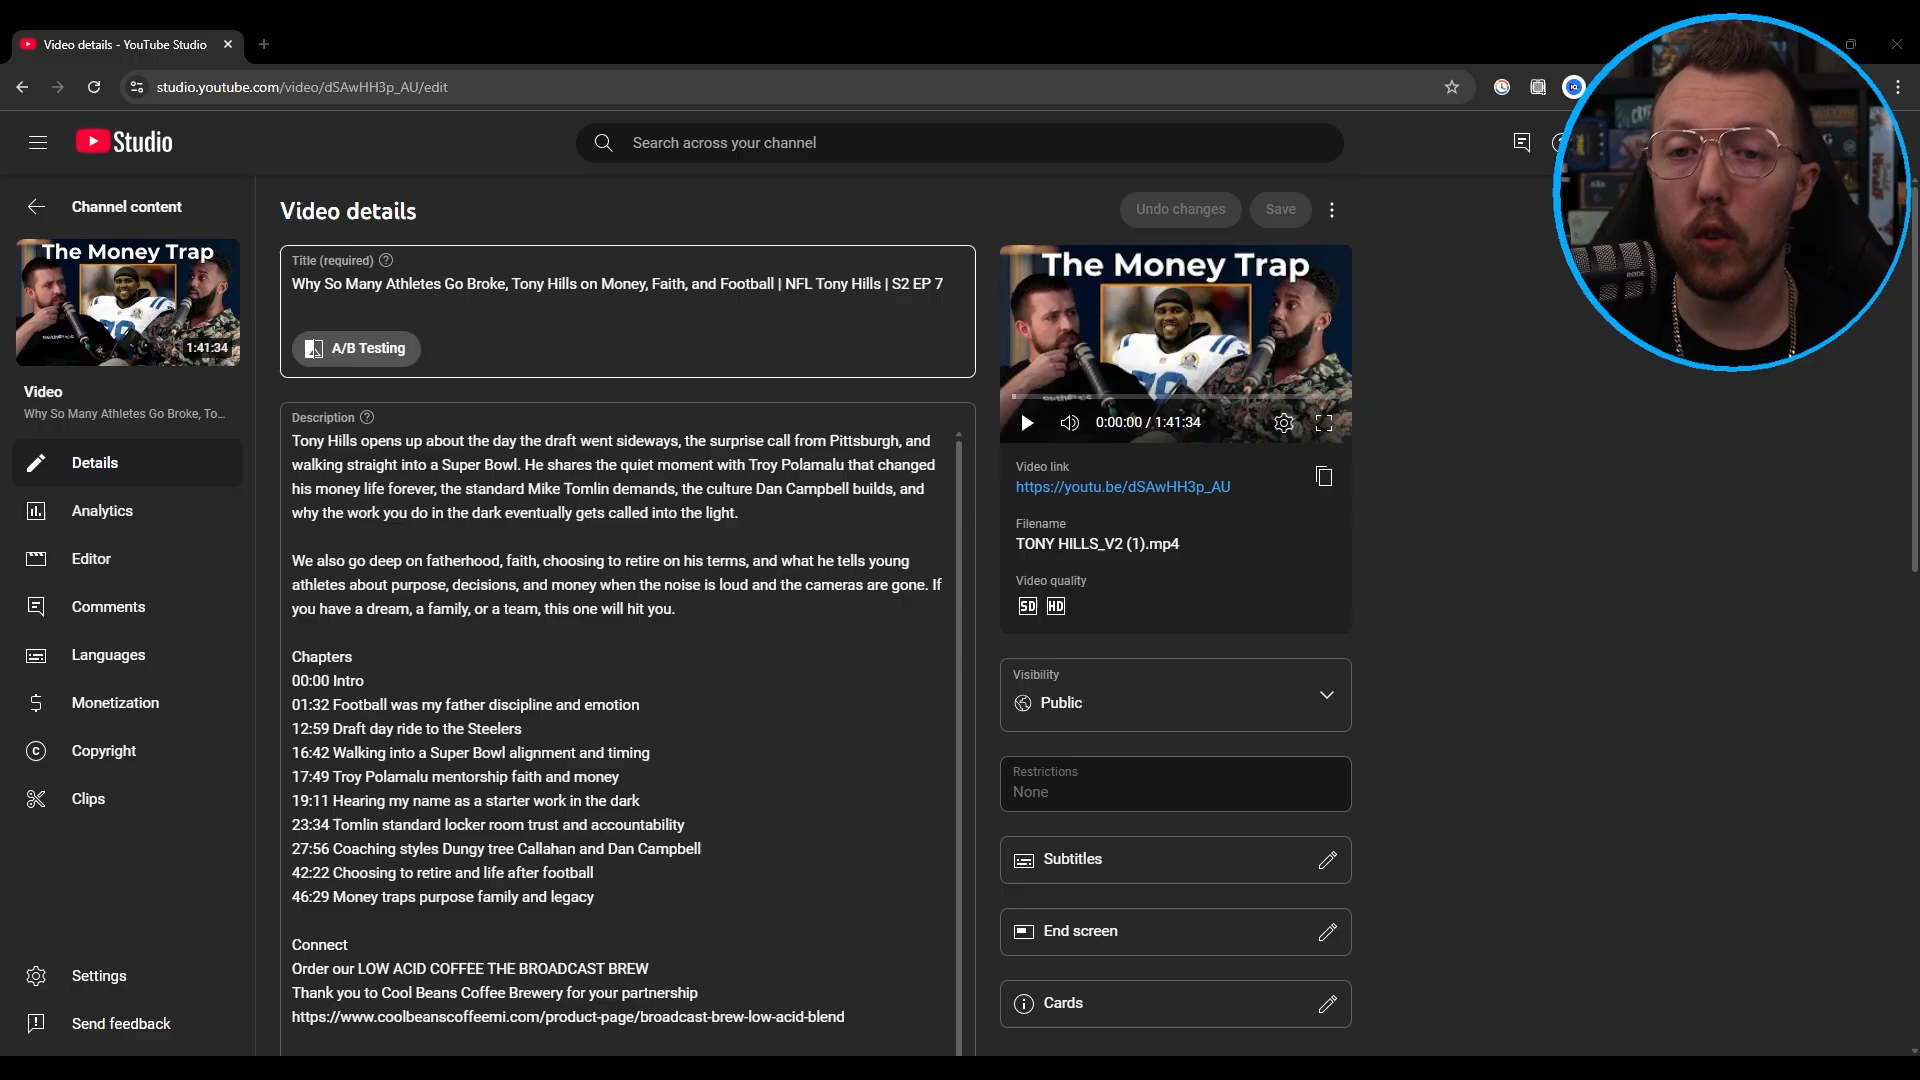 Video details - YouTube Studio
studio.youtube.com/video/dSAwHH3p_AU/edit
Studio
Search across your channel
Channel content
The Money Trap
1:41:34
Video
Why So Many Athletes Go Broke, To...
Details
Analytics
Editor
Comments
Languages
Monetization
Copyright
Clips
Settings
Send feedback
Video details
Undo changes
Save
Title (required)
Why So Many Athletes Go Broke, Tony Hills on Money, Faith, and Football | NFL Tony Hills | S2 EP 7
A/B Testing
Description
Tony Hills opens up about the day the draft went sideways, the surprise call from Pittsburgh, and
walking straight into a Super Bowl. He shares the quiet moment with Troy Polamalu that changed
his money life forever, the standard Mike Tomlin demands, the culture Dan Campbell builds, and
why the work you do in the dark eventually gets called into the light.
We also go deep on fatherhood, faith, choosing to retire on his terms, and what he tells young
athletes about purpose, decisions, and money when the noise is loud and the cameras are gone. If
you have a dream, a family, or a team, this one will hit you.
Chapters
00:00 Intro
01:32 Football was my father discipline and emotion
12:59 Draft day ride to the Steelers
16:42 Walking into a Super Bowl alignment and timing
17:49 Troy Polamalu mentorship faith and money
19:11 Hearing my name as a starter work in the dark
23:34 Tomlin standard locker room trust and accountability
27:56 Coaching styles Dungy tree Callahan and Dan Campbell
42:22 Choosing to retire and life after football
46:29 Money traps purpose family and legacy
Connect
Order our LOW ACID COFFEE THE BROADCAST BREW
Thank you to Cool Beans Coffee Brewery for your partnership
https://www.coolbeanscoffeemi.com/product-page/broadcast-brew-low-acid-blend
The Money Trap
0:00:00 / 1:41:34
Video link
https://youtu.be/dSAwHH3p_AU
Filename
TONY HILLS_V2 (1).mp4
Video quality
SD HD
Visibility
Public
Restrictions
None
Subtitles
End screen
Cards
RODE